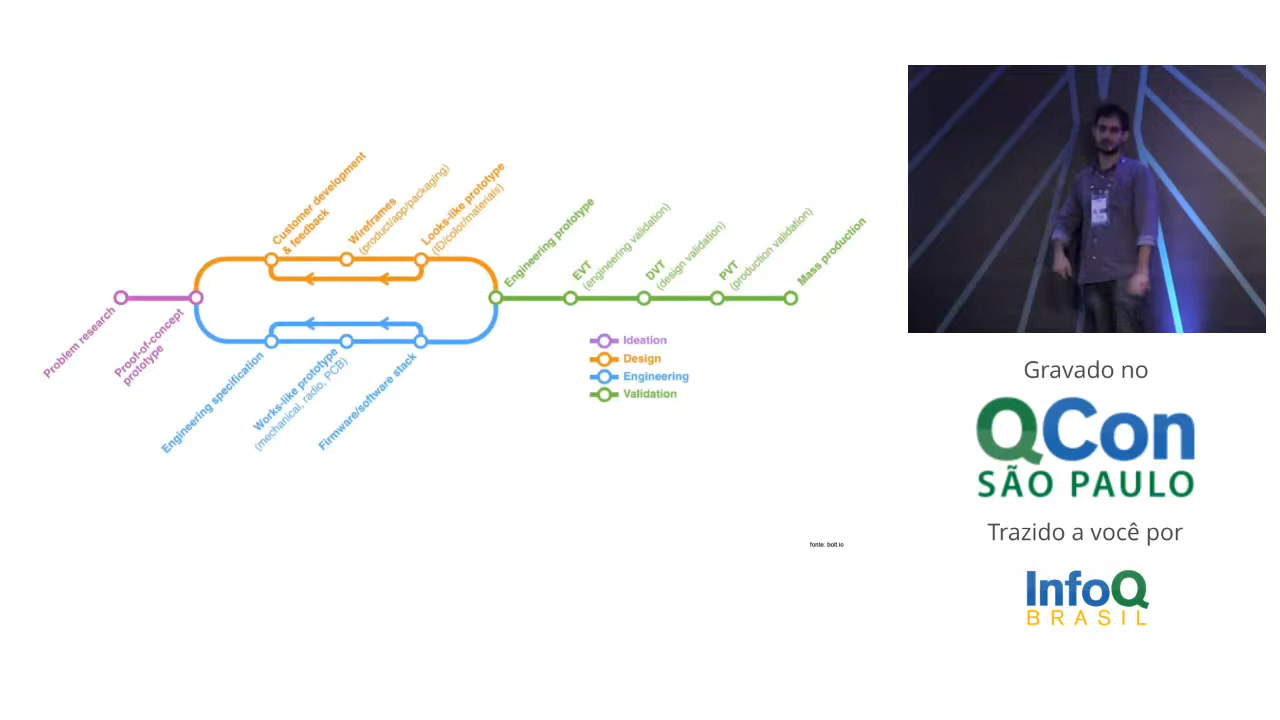 Problem research
Proof-of-concept
prototype
Customer development
& feedback
Wireframes
(product/app/packaging)
Looks-like prototype
(ID/color/materials)
Engineering specification
Works-like prototype
(mechanical, radio, PCB)
Firmware/software stack
Engineering prototype
EVT
(engineering validation)
DVT
(design validation)
PVT
(production validation)
Mass production
Ideation
Design
Engineering
Validation
fonte: bolt.io
Gravado no
QCon
SÃO PAULO
Trazido a você por
InfoQ
BRASIL